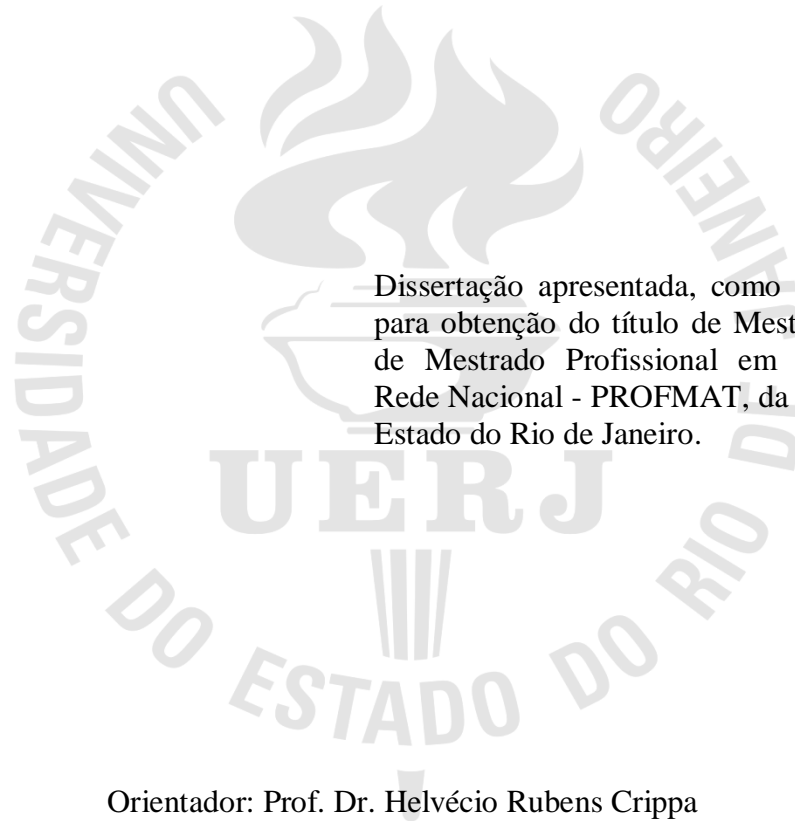 UNIVERSIDADE DO ESTADO DO RIO DE JANEIRO
UERJ
Dissertação apresentada, como
para obtenção do título de
de Mestrado Profissional em
Rede Nacional - PROFMAT, da
Estado do Rio de Janeiro.
Orientador: Prof. Dr. Helvécio Rubens Crippa